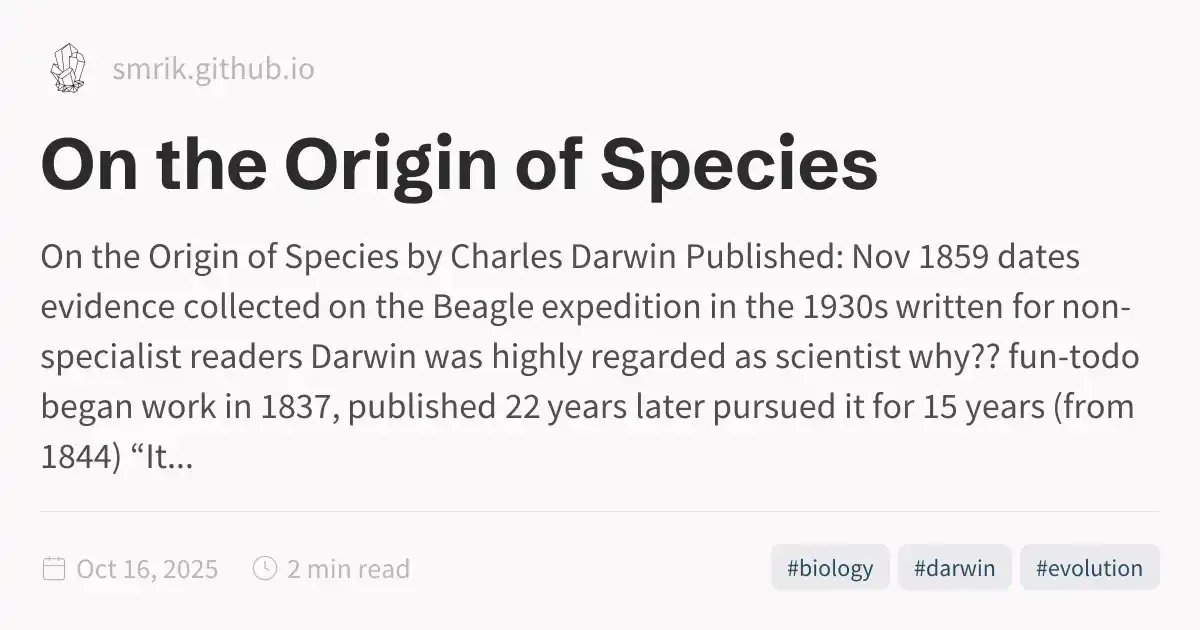 smrik.github.io
On the Origin of Species
On the Origin of Species by Charles Darwin Published: Nov 1859 dates
evidence collected on the Beagle expedition in the 1930s written for non-
specialist readers Darwin was highly regarded as scientist why?? fun-todo
began work in 1837, published 22 years later pursued it for 15 years (from
1844) “It...
Oct 16, 2025 2 min read #biology #darwin #evolution